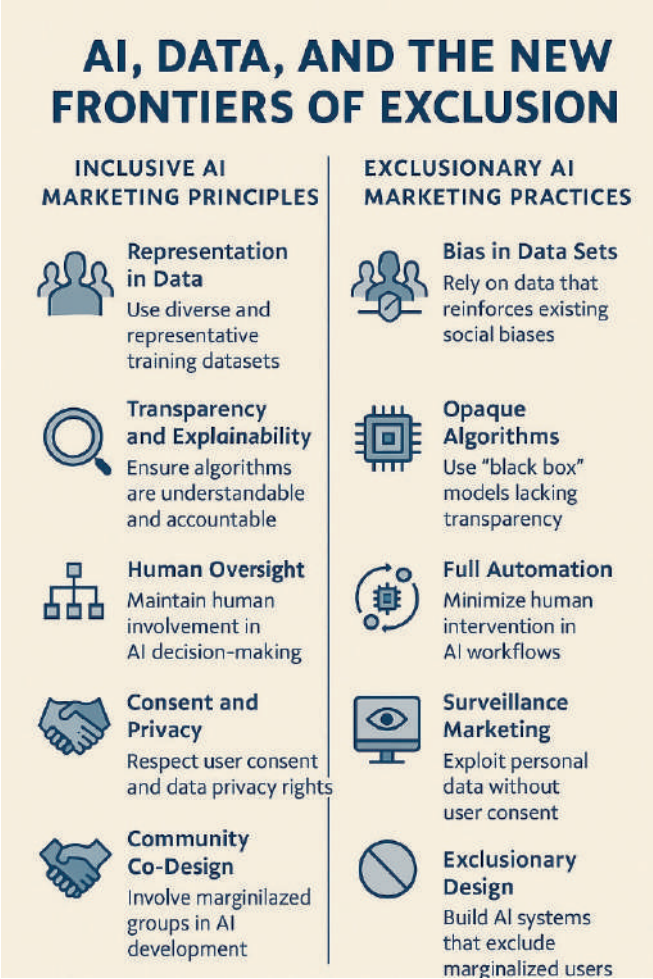 AI, DATA, AND THE NEW
FRONTIERS OF EXCLUSION
INCLUSIVE AI
MARKETING PRINCIPLES
Representation
in Data
Use diverse and
representative
training datasets
Transparency
and Explainability
Ensure algorithms
are understandable
and accountable
Human Oversight
Maintain human
involvement in
AI decision-making
Consent and
Privacy
Respect user consent
and data privacy rights
Community
Co-Design
Involve marginilazed
groups in AI
development
EXCLUSIONARY AI
MARKETING PRACTICES
Bias in Data Sets
Rely on data that
reinforces existing
social biases
Opaque
Algorithms
Use “black box”
models lacking
transparency
Full Automation
Minimize human
intervention in
AI workflows
Surveillance
Marketing
Exploit personal
data without
user consent
Exclusionary
Design
Build AI systems
that exclude
marginalized users